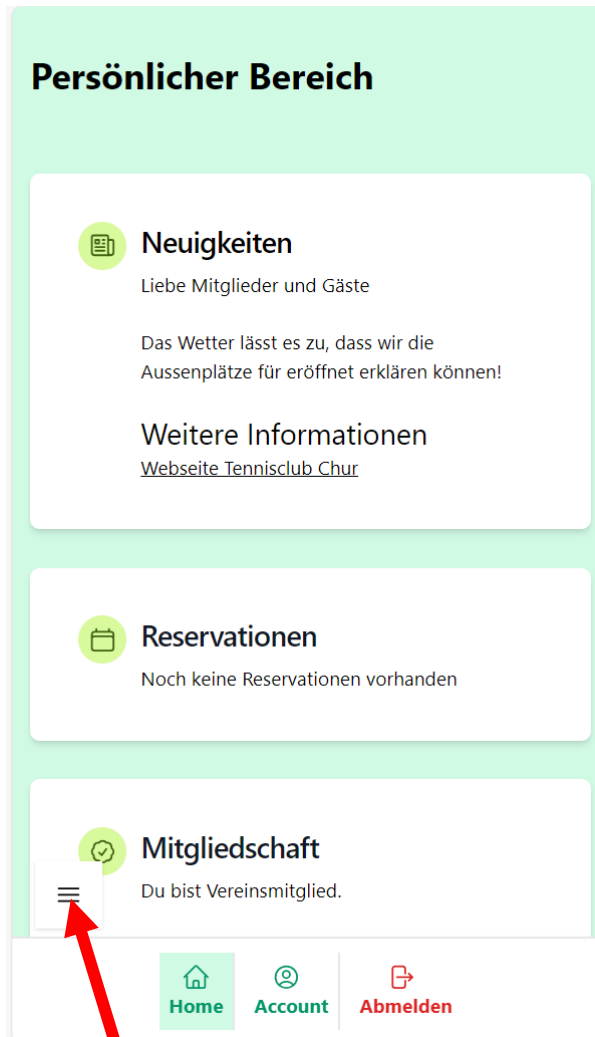 Persönlicher Bereich
Neuigkeiten
Liebe Mitglieder und Gäste
Das Wetter lässt es zu, dass wir die
Aussenplätze für eröffnet erklären können!
Weitere Informationen
Webseite Tennisclub Chur
Reservationen
Noch keine Reservationen vorhanden
Mitgliedschaft
Du bist Vereinsmitglied.
Home Account Abmelden